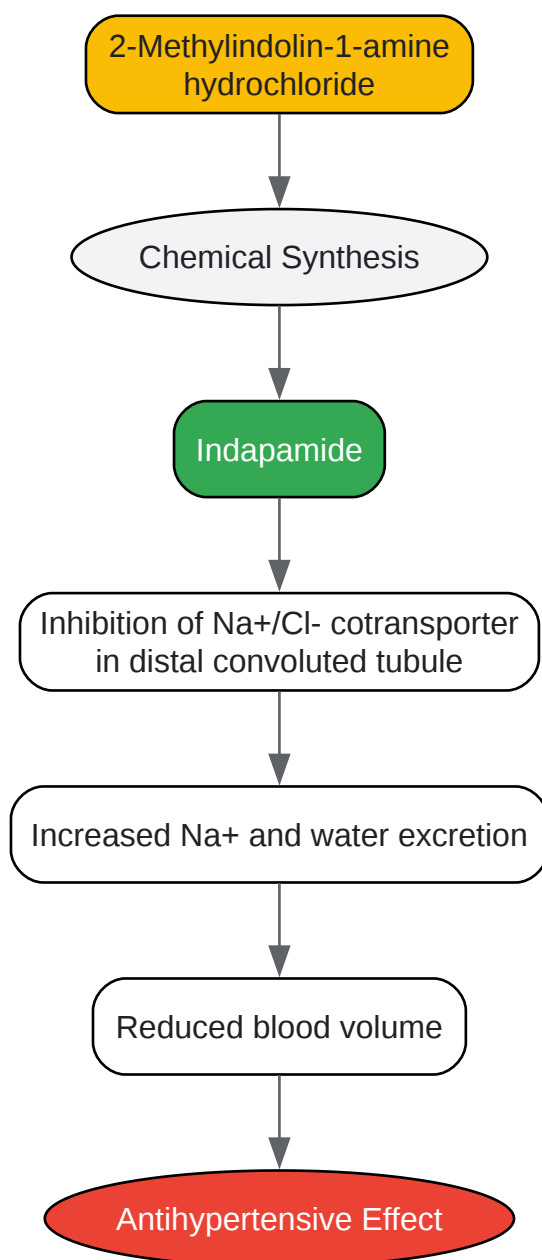 2-Methylindolin-1-amine
hydrochloride
Chemical Synthesis
Indapamide
Inhibition of Na+/Cl- cotransporter
in distal convoluted tubule
Increased Na+ and water excretion
Reduced blood volume
Antihypertensive Effect